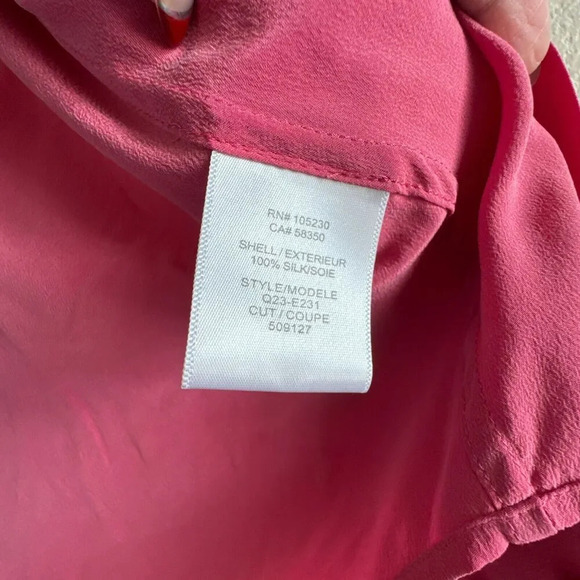 RN# 105230
CA# 58350
SHELL / EXTERIEUR
100% SILK/SOIE
STYLE/MODELE
Q23-E231
CUT / COUPE
509127